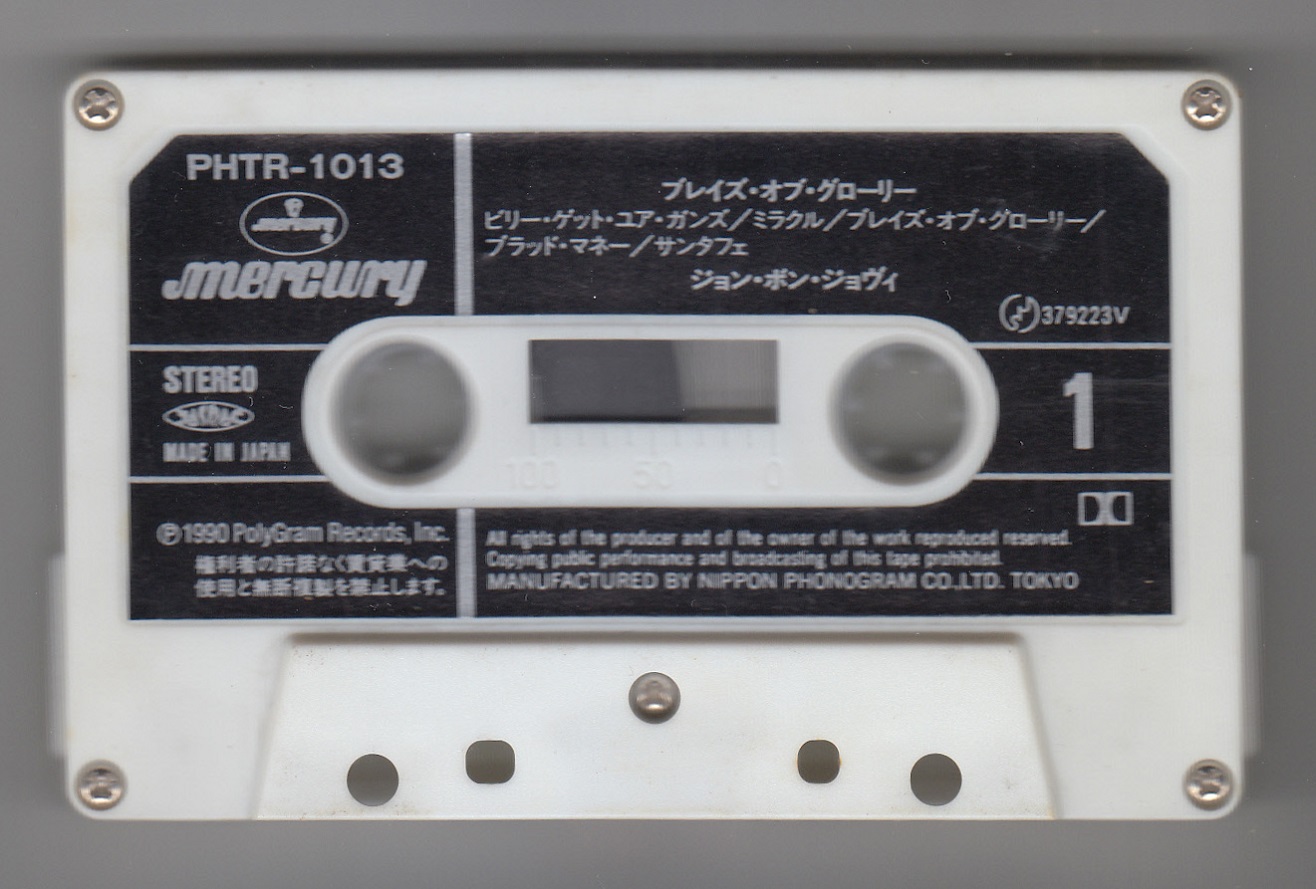 PHTR-1013
mercury
mercury
ブレイズ・オブ・グローリー
ビリー・ゲット・ユア・ガンズ/ミラクル/ブレイズ・オブ・グローリー/
ブラッド・マネー/サンタフェ
ジョン・ボン・ジョヴィ
379223V
STEREO
JASRAC
MADE IN JAPAN
1
100 50 0
Ⓟ1990 PolyGram Records, Inc.
権利者の許諾なく賃貸業への
使用と無断複製を禁止します。
All rights of the producer and of the owner of the work reproduced reserved.
Copying public performance and broadcasting of this tape prohibited.
MANUFACTURED BY NIPPON PHONOGRAM CO.,LTD. TOKYO